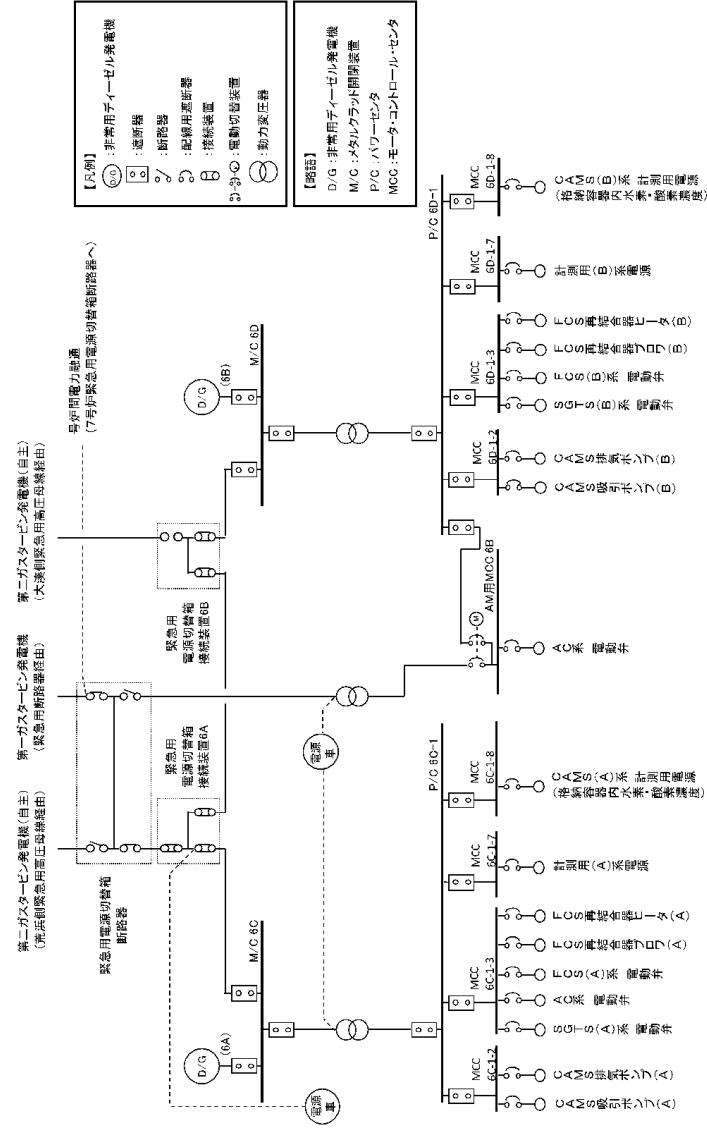 第二ガスタービン発電機(自主)
(荒浜側緊急用高圧母線経由)
第一ガスタービン発電機
(緊急用断路器経由)
第二ガスタービン発電機(自主)
(大湊側緊急用高圧母線経由)
号炉間電力融通
(7号炉緊急用電源切替箱断路器へ)
緊急用電源切替箱
断路器
緊急用
電源切替箱
接続装置6A
緊急用
電源切替箱
接続装置6B
【凡例】
D/G
:非常用ディーゼル発電機
:遮断器
:断路器
:配線用遮断器
:接続装置
:電動切替装置
:動力変圧器
【略語】
D/G :非常用ディーゼル発電機
M/C :メタルクラッド開閉装置
P/C :パワーセンタ
MCC :モータ・コントロール・センタ
電源
車
D/G
(6A)
M/C 6C
電源
車
D/G
(6B)
M/C 6D
P/C 6C-1
P/C 6D-1
M
AM用MCC 6B
MCC
6C-1-2
MCC
6C-1-3
MCC
6C-1-7
MCC
6C-1-8
MCC
6D-1-2
MCC
6D-1-3
MCC
6D-1-7
MCC
6D-1-8
CAMS吸引ポンプ(A)
CAMS排気ポンプ(A)
SGTS(A)系 電動弁
AC系 電動弁
FCS(A)系 電動弁
FCS再結合器ブロワ(A)
FCS再結合器ヒータ(A)
計測用(A)系電源
CAMS(A)系 計測用電源
(格納容器内水素・酸素濃度)
AC系 電動弁
CAMS吸引ポンプ(B)
CAMS排気ポンプ(B)
SGTS(B)系 電動弁
FCS(B)系 電動弁
FCS再結合器ブロワ(B)
FCS再結合器ヒータ(B)
計測用(B)系電源
CAMS(B)系 計測用電源
(格納容器内水素・酸素濃度)